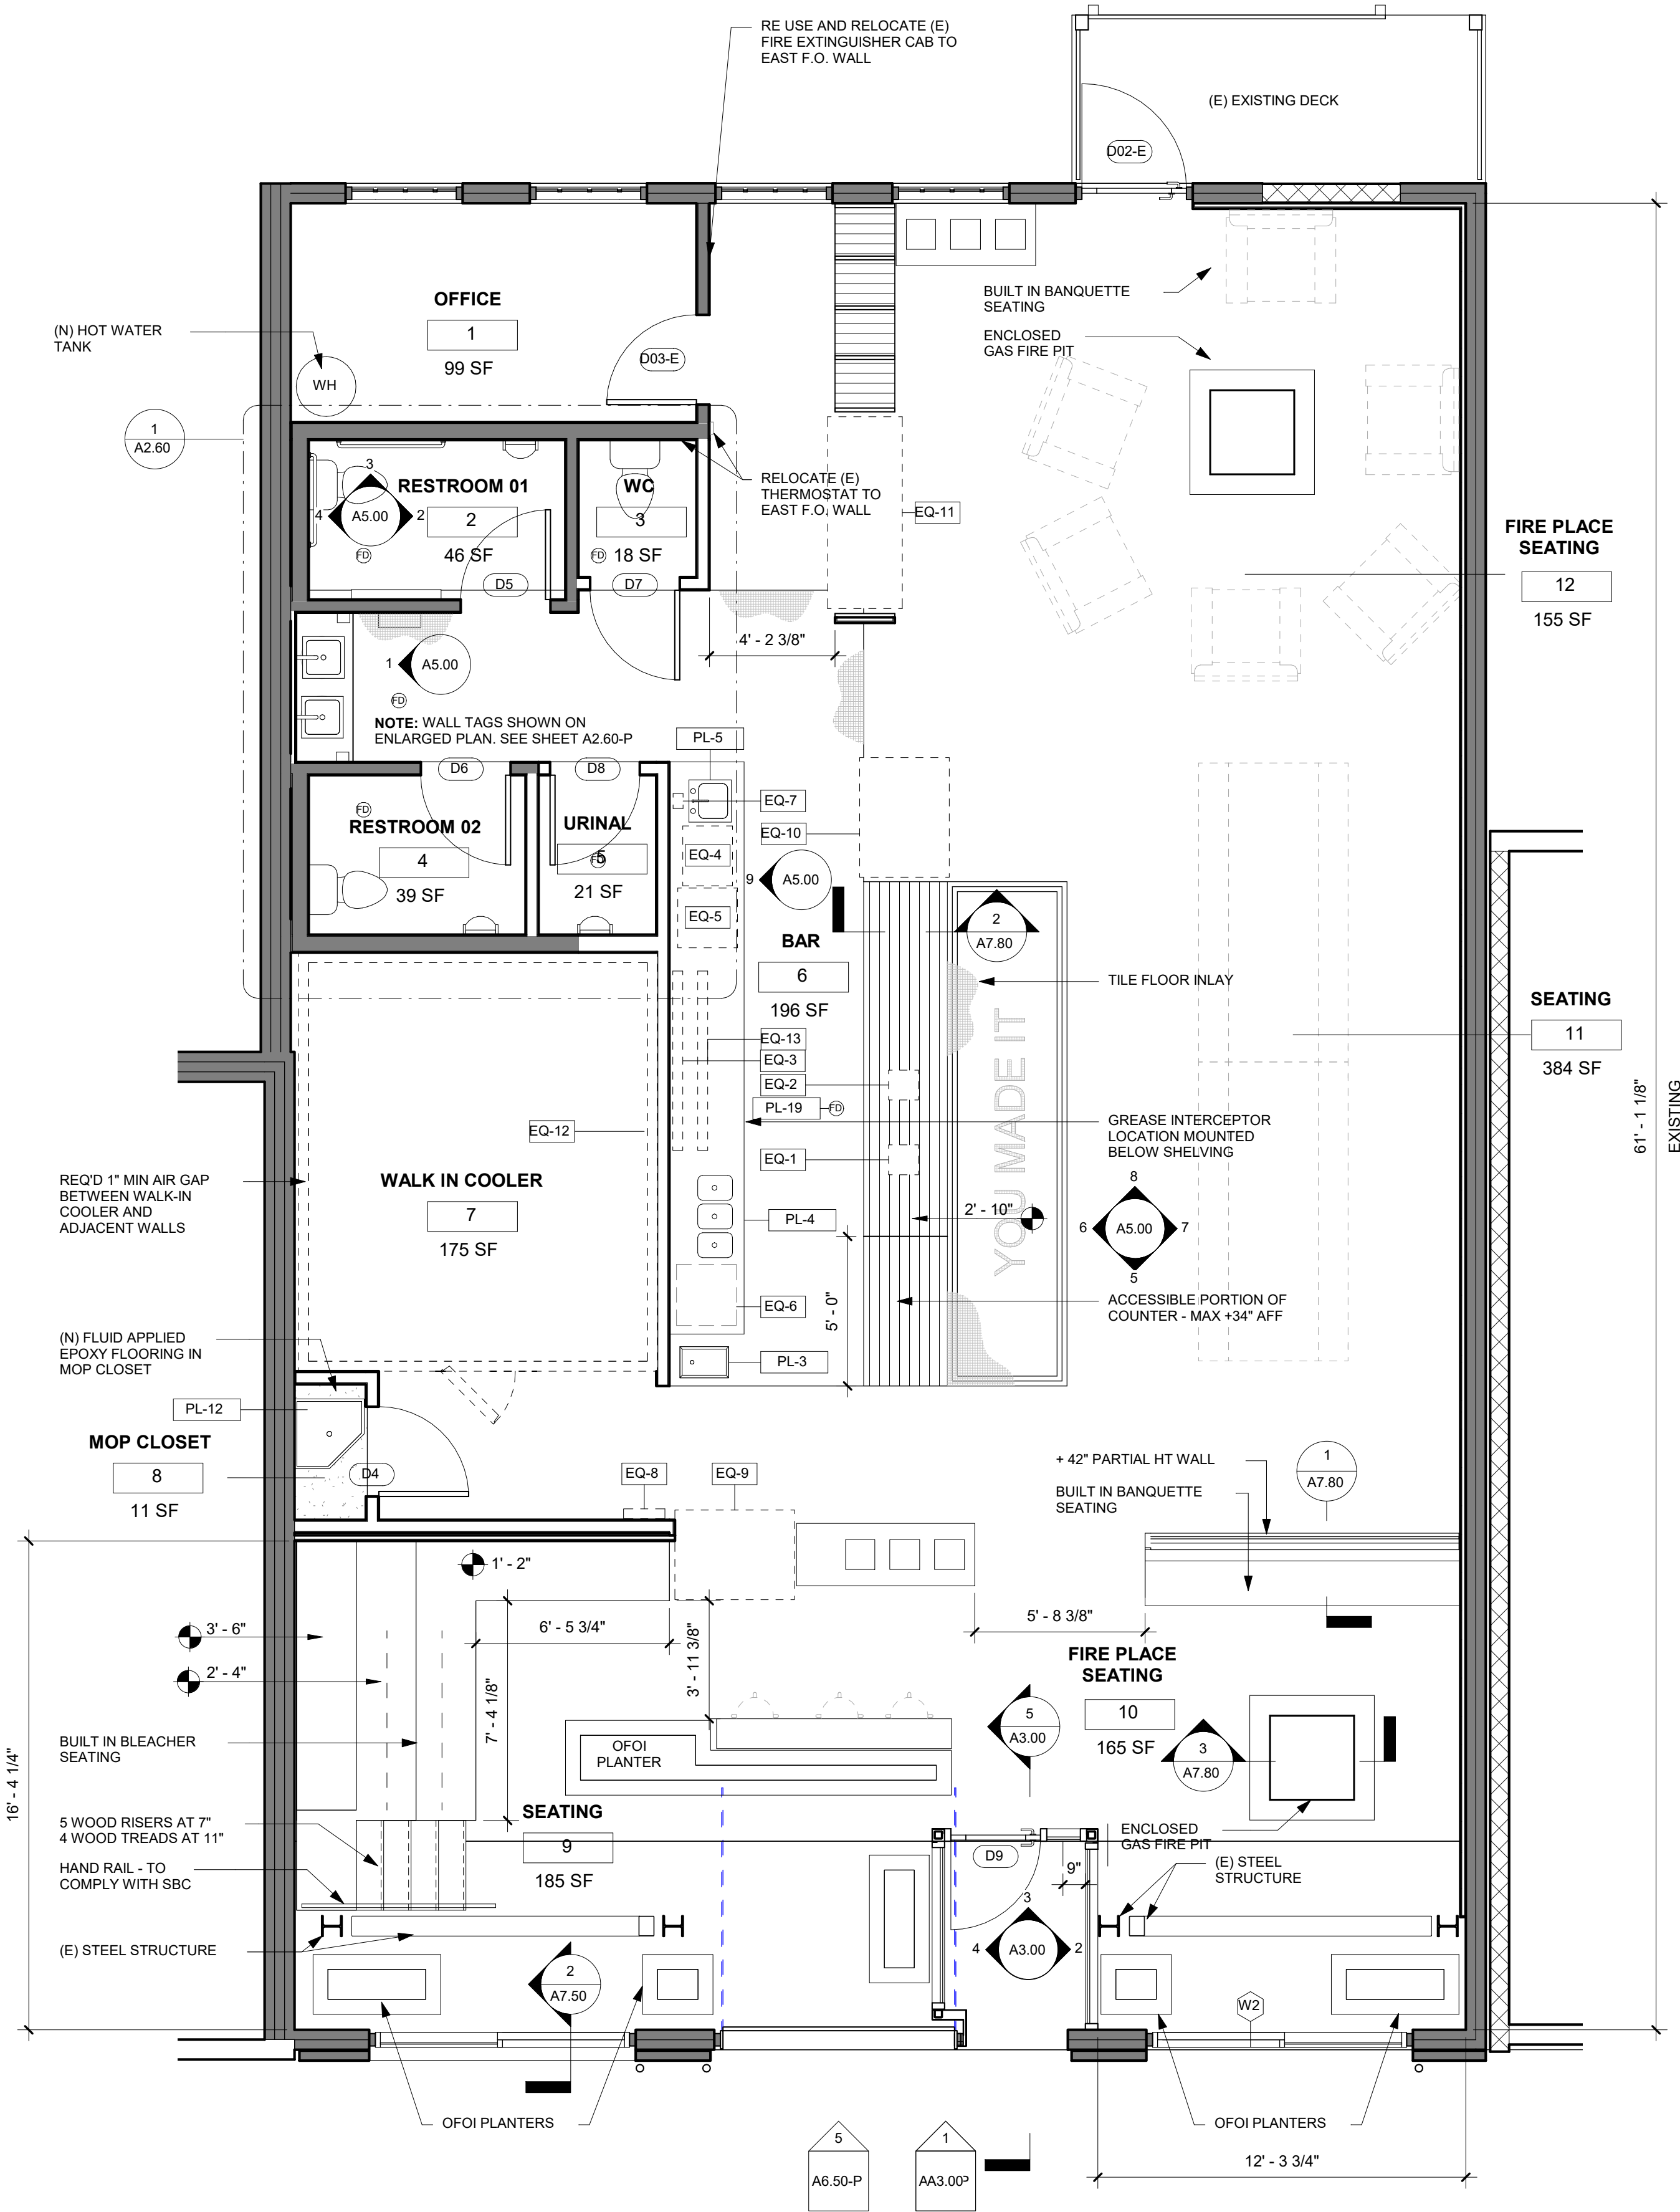 RE USE AND RELOCATE (E)
FIRE EXTINGUISHER CAB TO
EAST F.O. WALL
(E) EXISTING DECK
D02-E
OFFICE
1
99 SF
(N) HOT WATER
TANK
WH
D03-E
BUILT IN BANQUETTE
SEATING
ENCLOSED
GAS FIRE PIT
1
A2.60
RELOCATE (E)
THERMOSTAT TO
EAST F.O. WALL
EQ-11
RESTROOM 01
2
46 SF
3
4
A5.00
2
FD
D5
WC
3
18 SF
FD
D7
FIRE PLACE
SEATING
12
155 SF
4' - 2 3/8"
1
A5.00
FD
NOTE: WALL TAGS SHOWN ON
ENLARGED PLAN. SEE SHEET A2.60-P
PL-5
D6
D8
EQ-7
EQ-10
EQ-4
EQ-5
FD
RESTROOM 02
4
39 SF
URINAL
5
FD
21 SF
9
A5.00
2
A7.80
BAR
6
196 SF
TILE FLOOR INLAY
SEATING
11
384 SF
EQ-13
EQ-3
EQ-2
PL-19
FD
EQ-1
EQ-12
YOU MADE IT
GREASE INTERCEPTOR
LOCATION MOUNTED
BELOW SHELVING
61' - 1 1/8"
EXISTING
REQ'D 1" MIN AIR GAP
BETWEEN WALK-IN
COOLER AND
ADJACENT WALLS
WALK IN COOLER
7
175 SF
PL-4
2' - 10"
8
6
A5.00
7
5
EQ-6
5' - 0"
ACCESSIBLE PORTION OF
COUNTER - MAX +34" AFF
(N) FLUID APPLIED
EPOXY FLOORING IN
MOP CLOSET
PL-3
PL-12
MOP CLOSET
8
11 SF
D4
EQ-8
EQ-9
+ 42" PARTIAL HT WALL
BUILT IN BANQUETTE
SEATING
1
A7.80
1' - 2"
3' - 6"
2' - 4"
6' - 5 3/4"
3' - 11 3/8"
5' - 8 3/8"
7' - 4 1/8"
16' - 4 1/4"
FIRE PLACE
SEATING
10
165 SF
5
A3.00
3
A7.80
BUILT IN BLEACHER
SEATING
OFOI
PLANTER
5 WOOD RISERS AT 7"
4 WOOD TREADS AT 11"
HAND RAIL - TO
COMPLY WITH SBC
SEATING
9
185 SF
D9
9"
ENCLOSED
GAS FIRE PIT
(E) STEEL
STRUCTURE
3
4
A3.00
2
(E) STEEL STRUCTURE
2
A7.50
W2
OFOI PLANTERS
OFOI PLANTERS
12' - 3 3/4"
5
A6.50-P
1